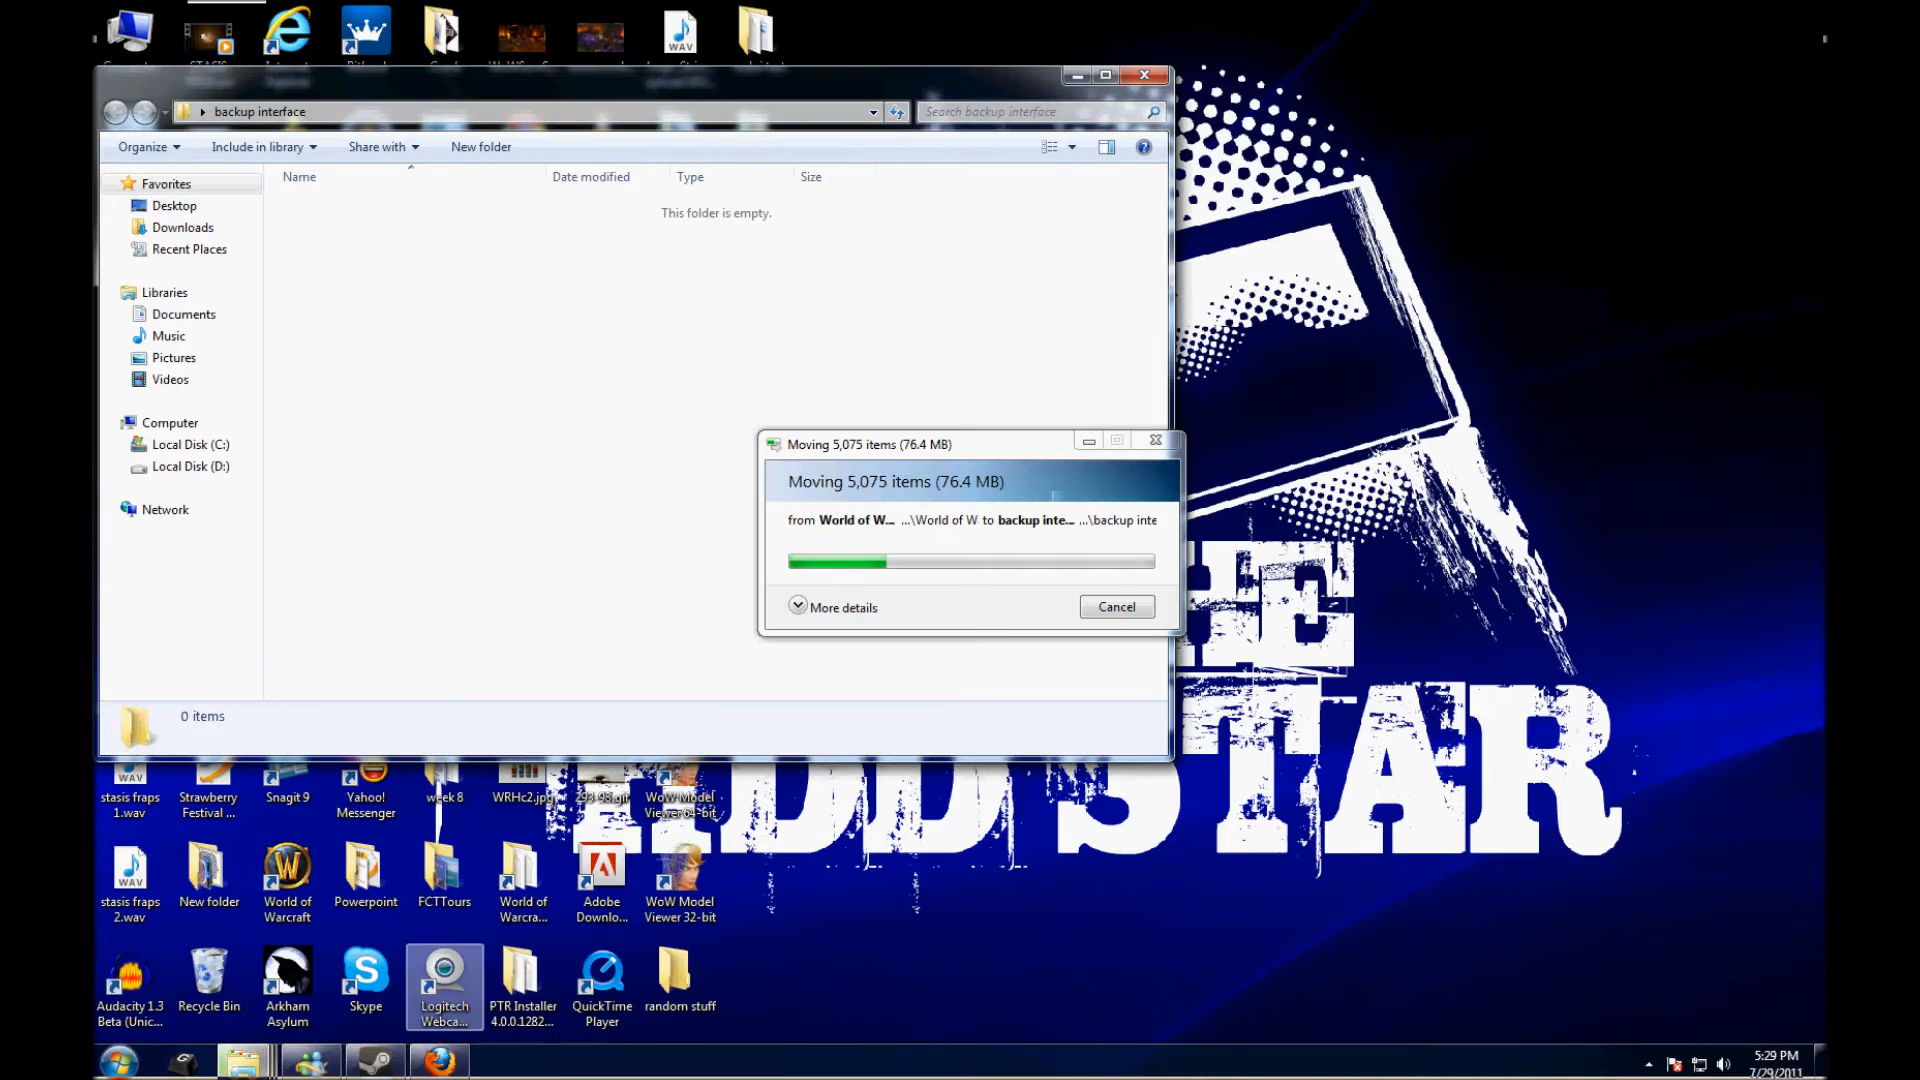 WAV
backup interface
Search backup interface
Organize
Include in library
Share with
New folder
Name
Date modified
Type
Size
This folder is empty.
Favorites
Desktop
Downloads
Recent Places
Libraries
Documents
Music
Pictures
Videos
Computer
Local Disk (C:)
Local Disk (D:)
Network
Moving 5,075 items (76.4 MB)
Moving 5,075 items (76.4 MB)
from World of W... ...\World of W to backup inte... ...\backup inte
More details
Cancel
0 items
HE
ADD STAR
WAV
stasis fraps
1.wav
Strawberry
Festival ...
Snagit 9
Yahoo!
Messenger
week 8
WRHc2.jpg
WoW Model
Viewer 64-bit
WAV
stasis fraps
2.wav
New folder
World of
Warcraft
Powerpoint
FCTTours
World of
Warcra...
Adobe
Downlo...
WoW Model
Viewer 32-bit
Audacity 1.3
Beta (Unic...
Recycle Bin
Arkham
Asylum
Skype
Logitech
Webca...
PTR Installer
4.0.0.1282...
QuickTime
Player
random stuff
5:29 PM
7/29/2011